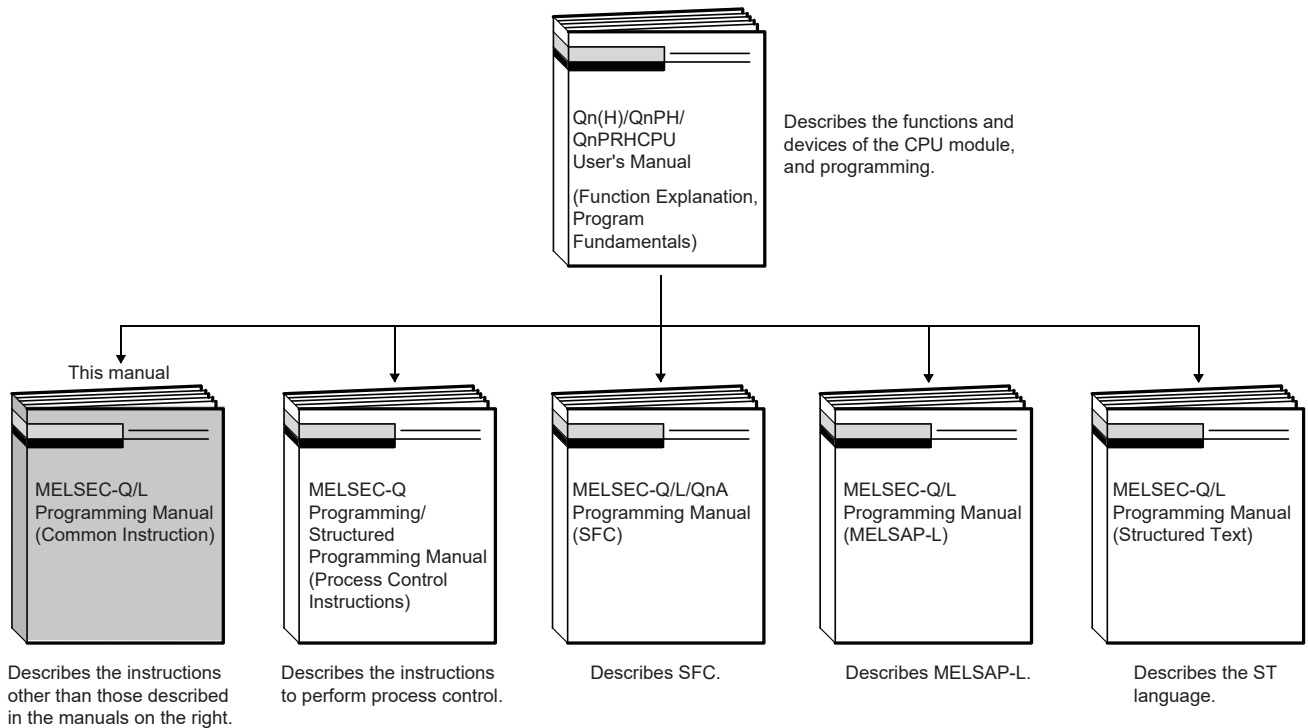 Qn(H)/QnPH/
QnPRHCPU
User's Manual
(Function Explanation,
Program
Fundamentals)
Describes the functions and
devices of the CPU module,
and programming.
This manual
MELSEC-Q/L
Programming Manual
(Common Instruction)
MELSEC-Q
Programming/
Structured
Programming Manual
(Process Control
Instructions)
MELSEC-Q/L/QnA
Programming Manual
(SFC)
MELSEC-Q/L
Programming Manual
(MELSAP-L)
MELSEC-Q/L
Programming Manual
(Structured Text)
Describes the instructions
other than those described
in the manuals on the right.
Describes the instructions
to perform process control.
Describes SFC.
Describes MELSAP-L.
Describes the ST
language.